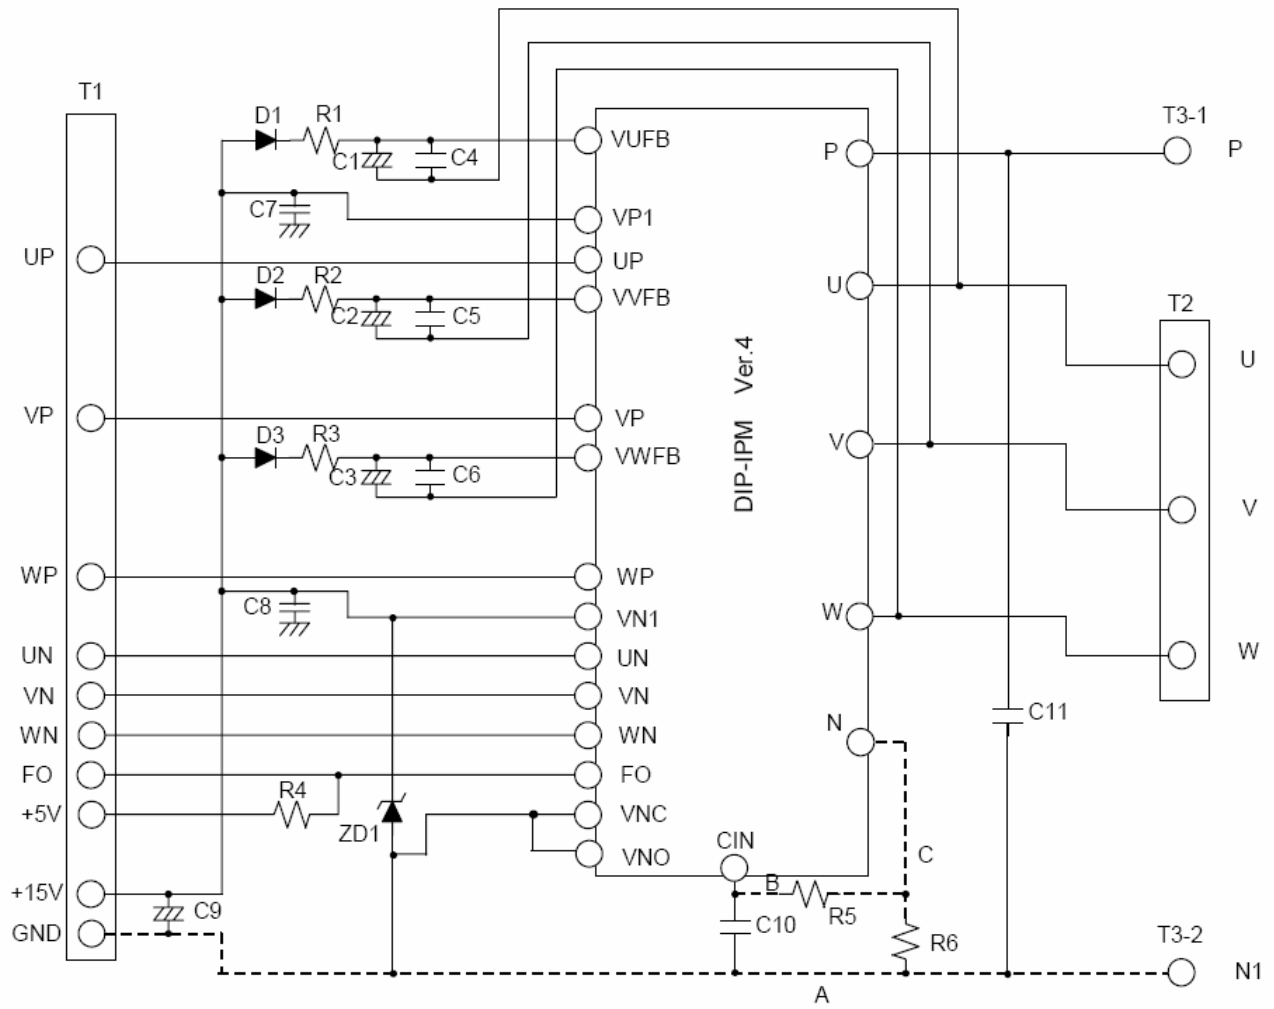 T1
D1
R1
C1
C4
VUFB
P
T3-1
P
C7
VP1
UP
UP
D2
R2
C2
C5
VVFB
U
T2
U
DIP-IPM Ver.4
VP
VP
D3
R3
C3
C6
VWFB
V
V
WP
WP
C8
VN1
W
W
UN
UN
VN
VN
C11
WN
WN
N
FO
FO
R4
+5V
ZD1
VNC
VNO
CIN
C
B
+15V
C9
R5
C10
GND
R6
T3-2
N1
A